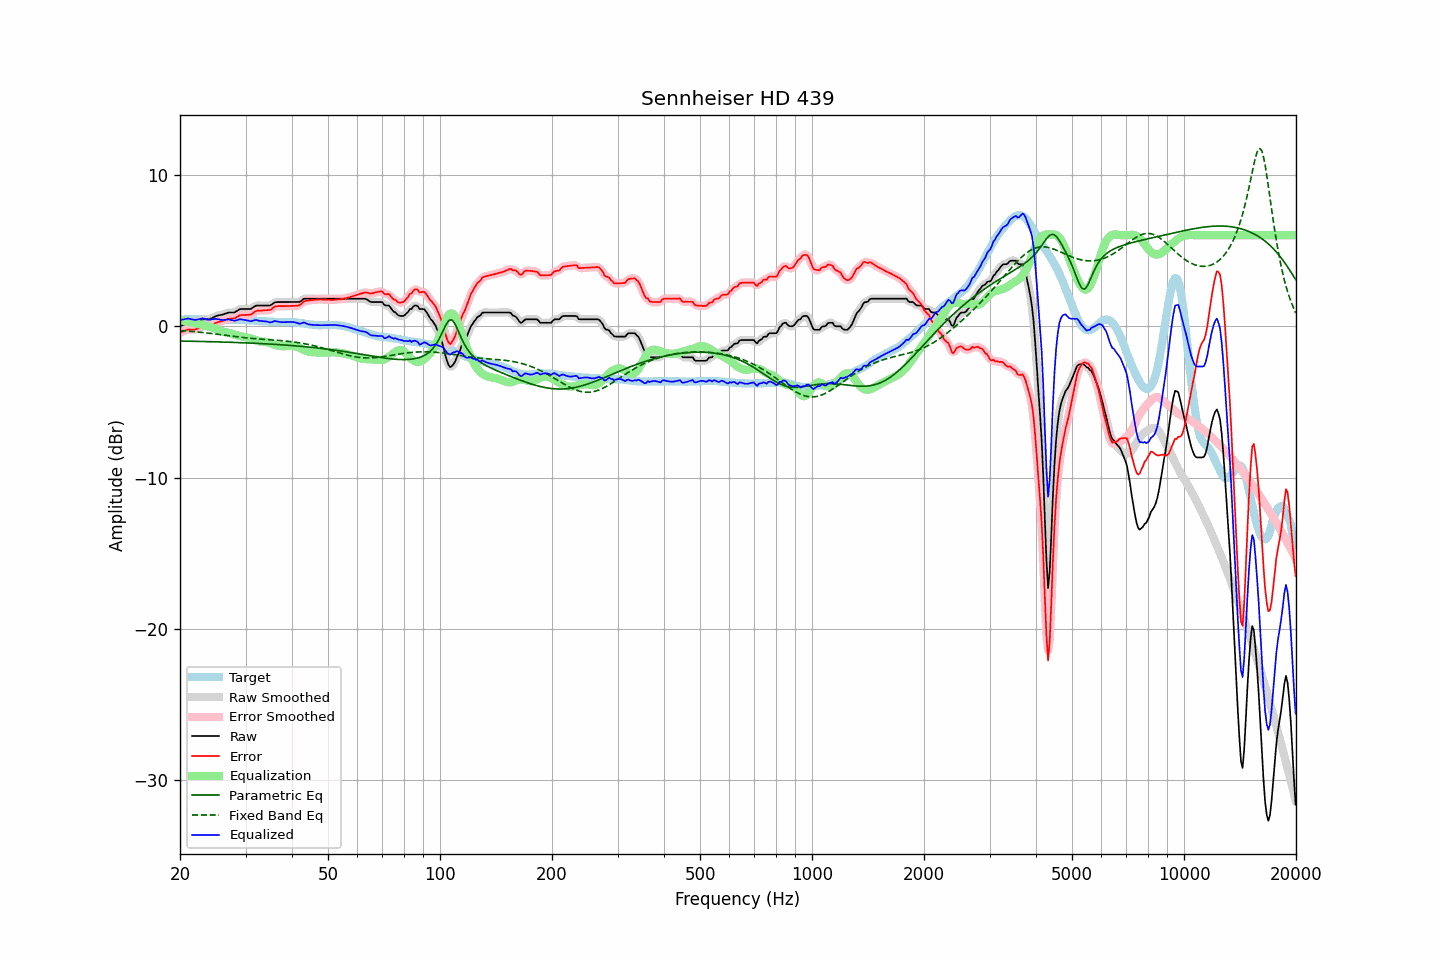 Sennheiser HD 439
10
0
−10
−20
−30
Amplitude (dBr)
Target
Raw Smoothed
Error Smoothed
Raw
Error
Equalization
Parametric Eq
Fixed Band Eq
Equalized
20 50 100 200 500 1000 2000 5000 10000 20000
Frequency (Hz)